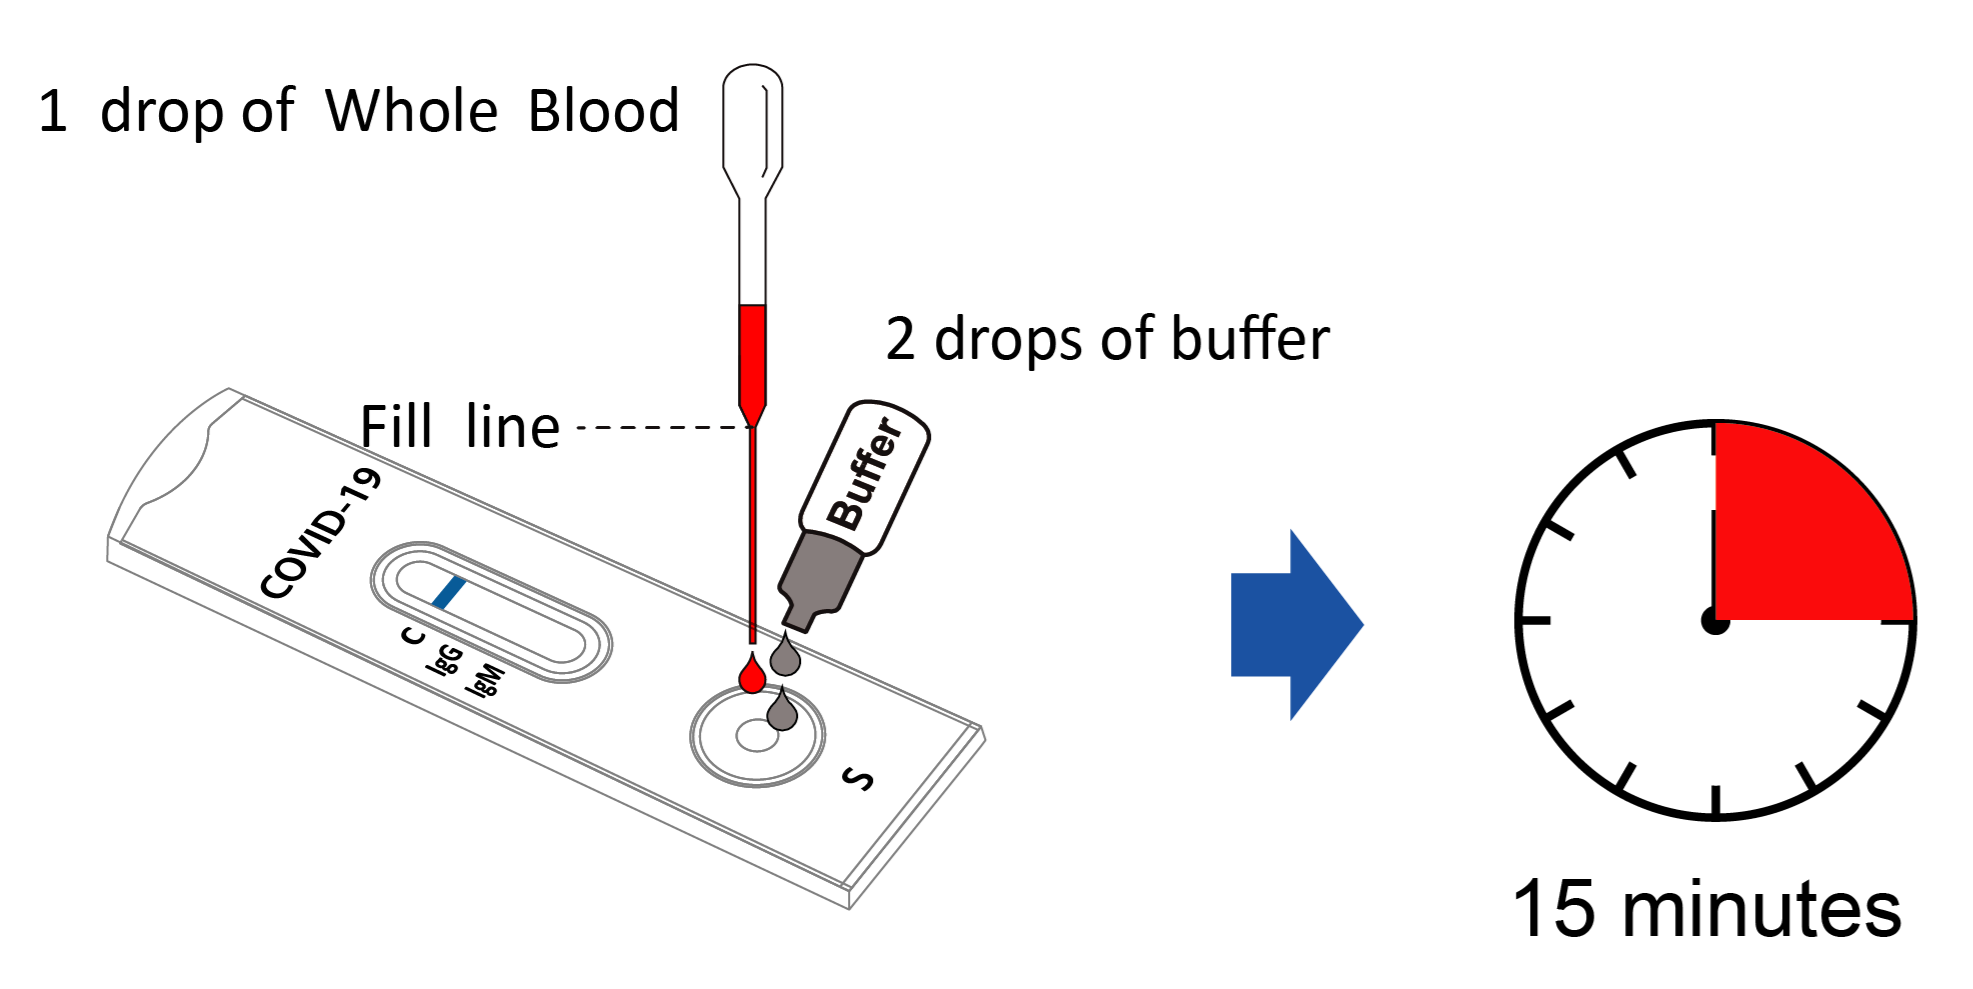 1 drop of Whole Blood
2 drops of buffer
Fill line
Buffer
COVID-19
C
IgG
IgM
S
15 minutes